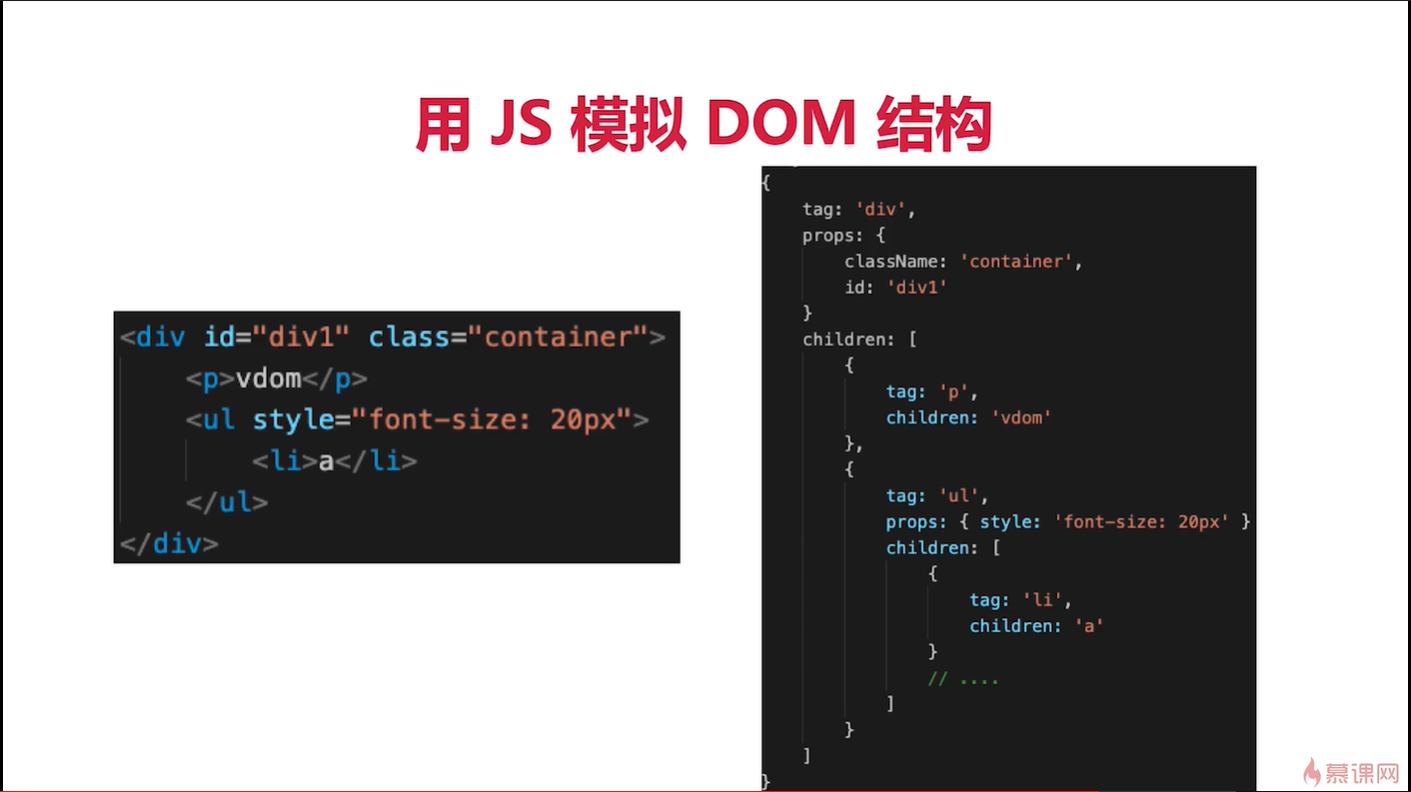 用 JS 模拟 DOM 结构
<div id="div1" class="container">
    <p>vdom</p>
    <ul style="font-size: 20px">
        <li>a</li>
    </ul>
</div>
{
    tag: 'div',
    props: {
        className: 'container',
        id: 'div1'
    }
    children: [
        {
            tag: 'p',
            children: 'vdom'
        },
        {
            tag: 'ul',
            props: { style: 'font-size: 20px' }
            children: [
                {
                    tag: 'li',
                    children: 'a'
                }
                // ....
            ]
        }
    ]
}
慕课网